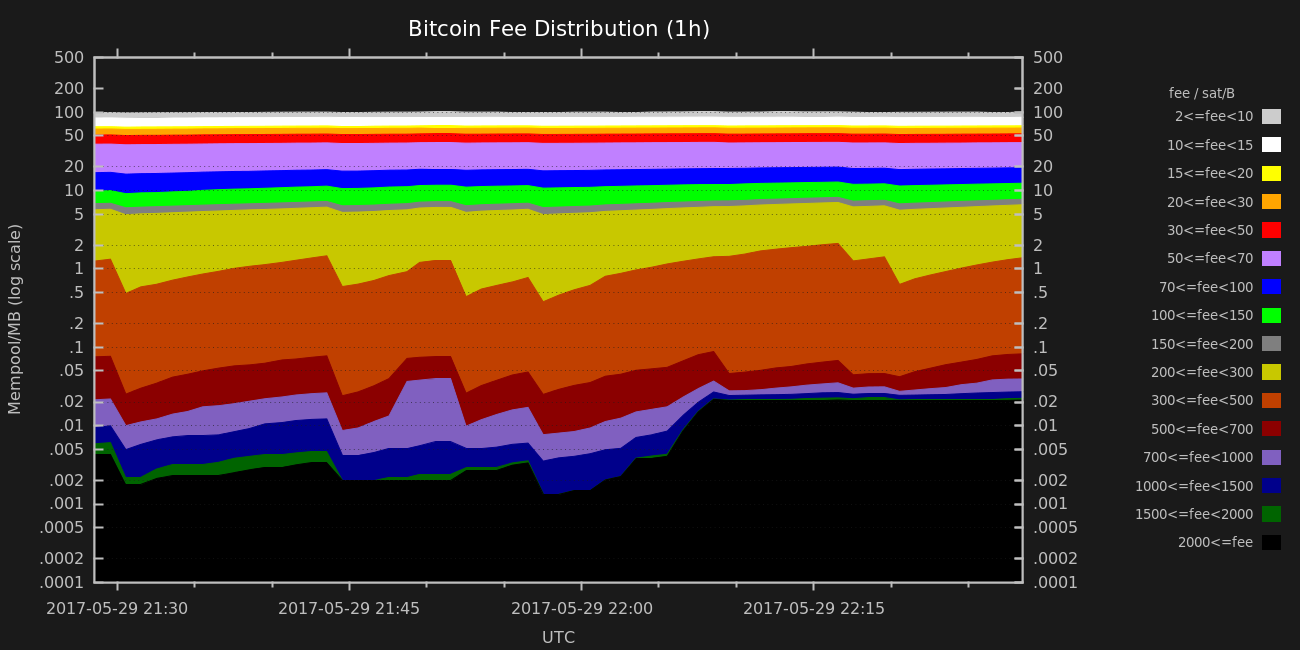 Bitcoin Fee Distribution (1h)
Mempool/MB (log scale)
500
200
100
50
20
10
5
2
1
.5
.2
.1
.05
.02
.01
.005
.002
.001
.0005
.0002
.0001
500
200
100
50
20
10
5
2
1
.5
.2
.1
.05
.02
.01
.005
.002
.001
.0005
.0002
.0001
2017-05-29 21:30 2017-05-29 21:45 2017-05-29 22:00 2017-05-29 22:15
UTC
fee / sat/B
2<=fee<10
10<=fee<15
15<=fee<20
20<=fee<30
30<=fee<50
50<=fee<70
70<=fee<100
100<=fee<150
150<=fee<200
200<=fee<300
300<=fee<500
500<=fee<700
700<=fee<1000
1000<=fee<1500
1500<=fee<2000
2000<=fee